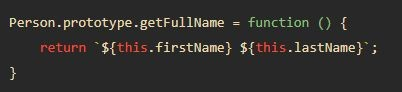 Person.prototype.getFullName = function () {
    return `${this.firstName} ${this.lastName}`;
}